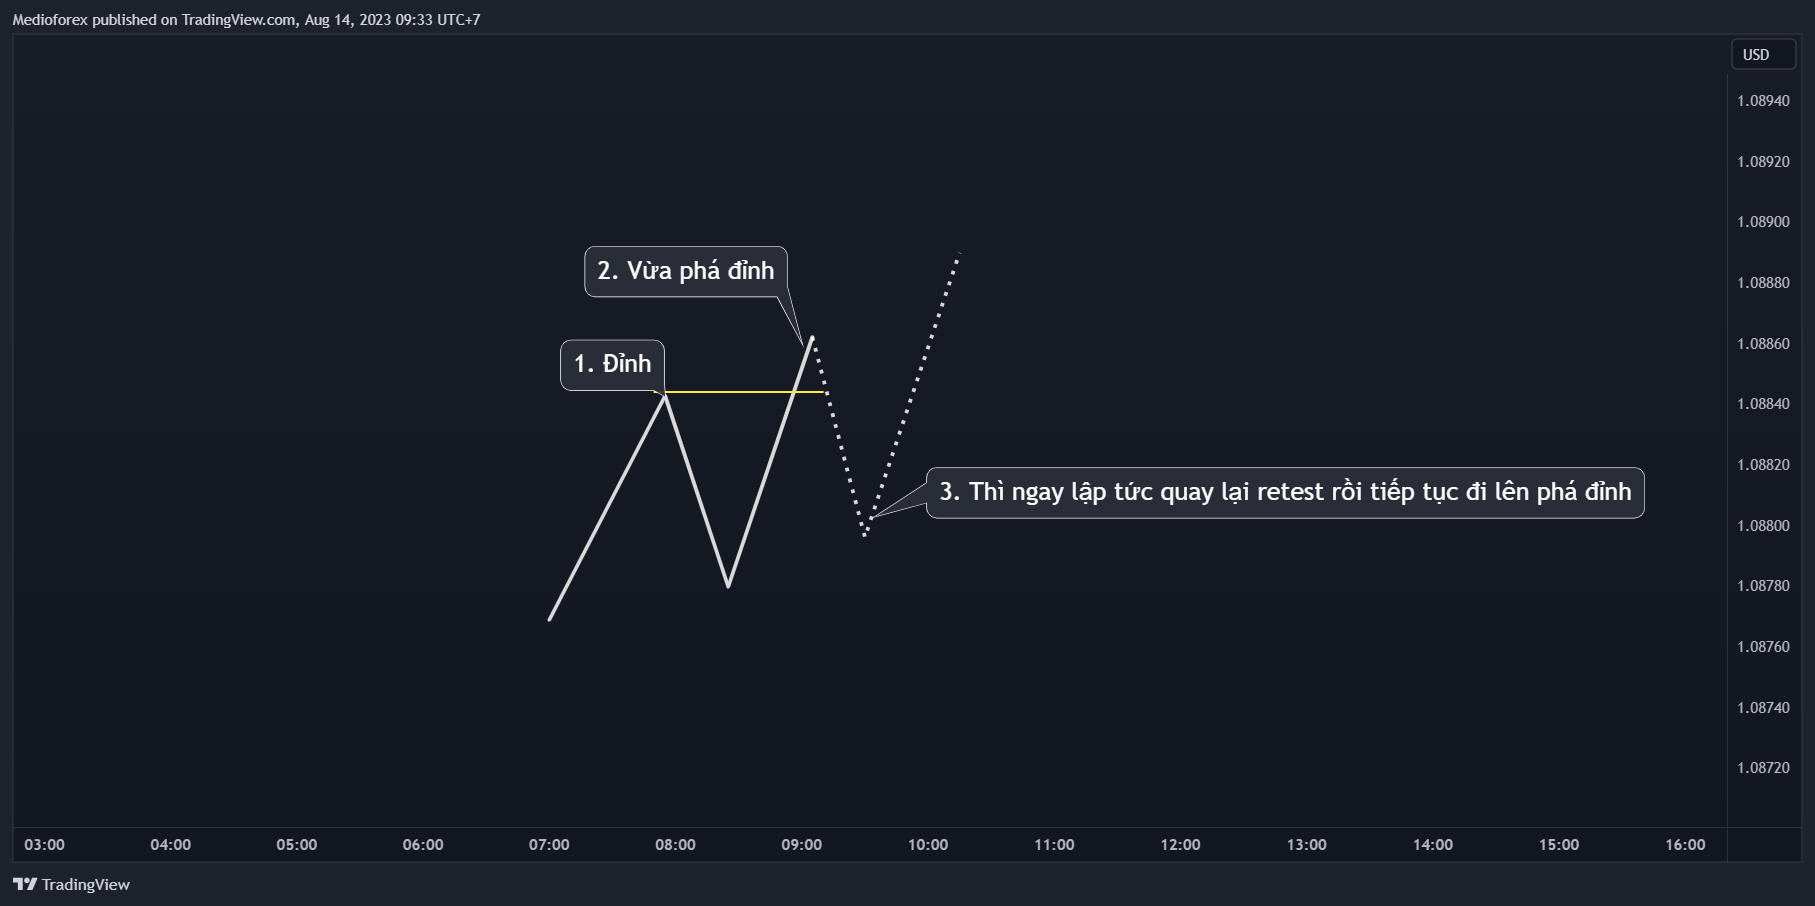 Medioforex published on TradingView.com, Aug 14, 2023 09:33 UTC+7
USD
1.08940
1.08920
1.08900
2. Vừa phá đỉnh
1.08880
1.08860
1. Đỉnh
1.08840
1.08820
3. Thì ngay lập tức quay lại retest rồi tiếp tục đi lên phá đỉnh
1.08800
1.08780
1.08760
1.08740
1.08720
03:00 04:00 05:00 06:00 07:00 08:00 09:00 10:00 11:00 12:00 13:00 14:00 15:00 16:00
TradingView